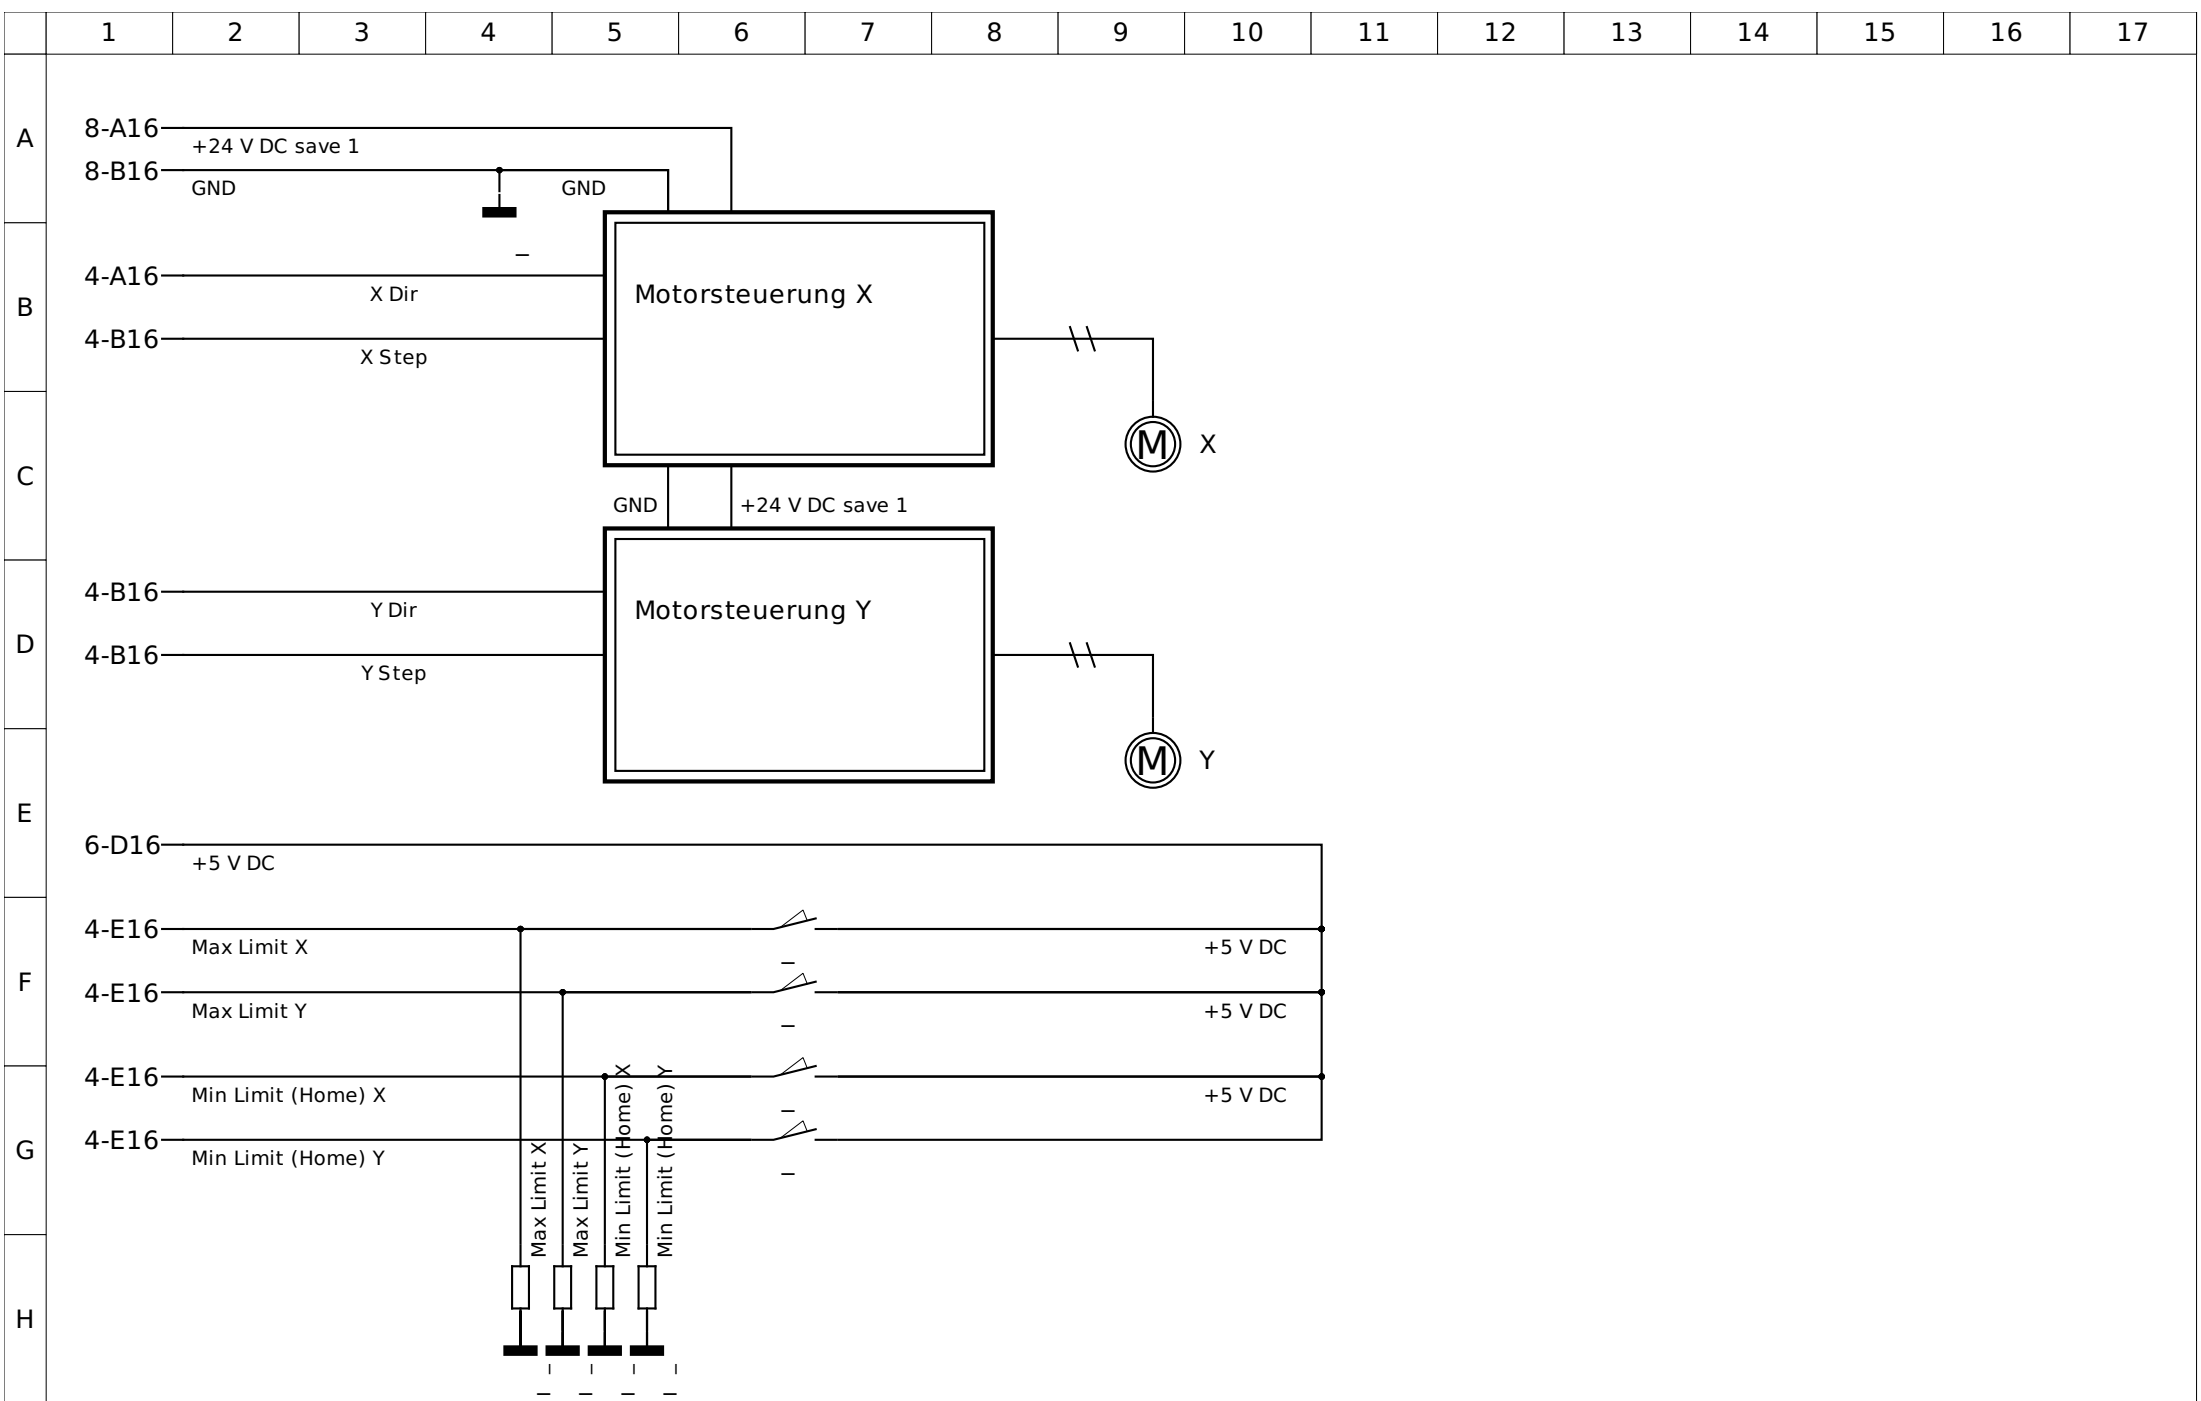 1 2 3 4 5 6 7 8 9 10 11 12 13 14 15 16 17
A
8-A16
+24 V DC save 1
8-B16
GND
GND
B
4-A16
X Dir
Motorsteuerung X
4-B16
X Step
C
M X
GND
+24 V DC save 1
D
4-B16
Y Dir
Motorsteuerung Y
4-B16
Y Step
M Y
E
6-D16
+5 V DC
F
4-E16
Max Limit X
+5 V DC
4-E16
Max Limit Y
+5 V DC
G
4-E16
Min Limit (Home) X
+5 V DC
4-E16
Min Limit (Home) Y
Max Limit X
Max Limit Y
Min Limit (Home) X
Min Limit (Home) Y
H